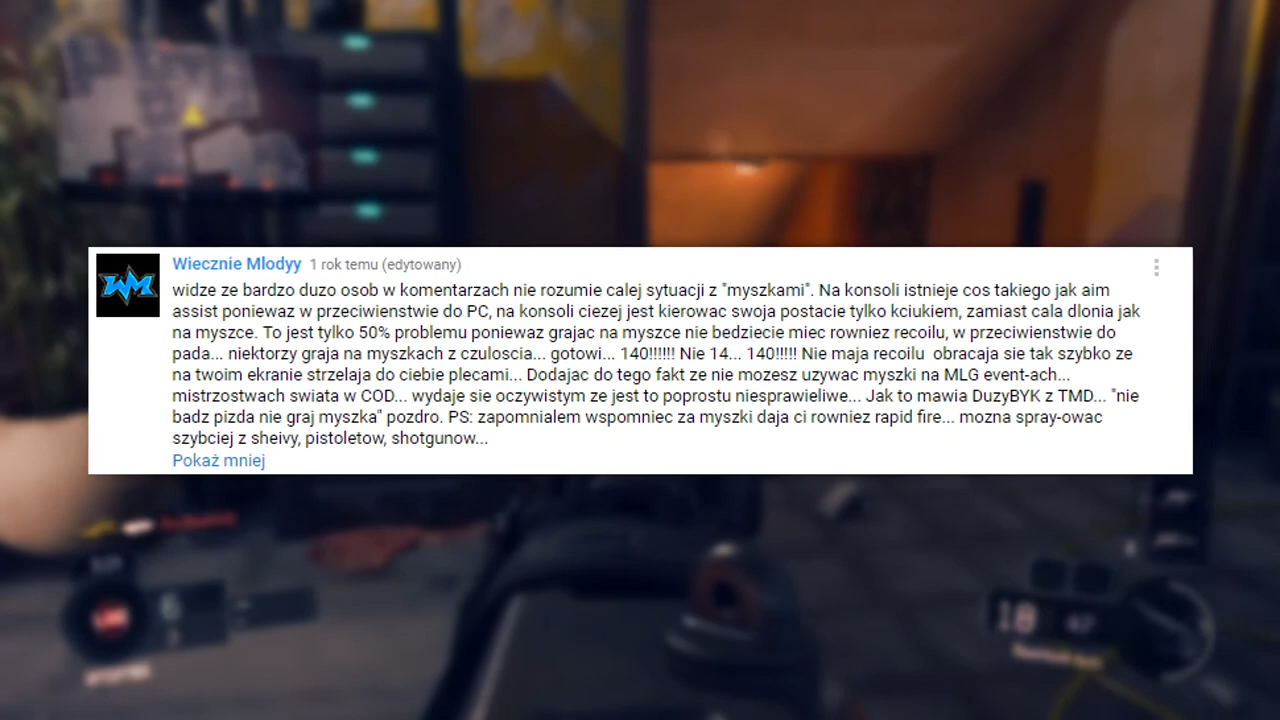 Wiecznie Mlodyy 1 rok temu (edytowany)
widze ze bardzo duzo osob w komentarzach nie rozumie calej sytuacji z "myszkami". Na konsoli istnieje cos takiego jak aim
assist poniewaz w przeciwienstwie do PC, na konsoli ciezej jest kierowac swoja postacie tylko kciukiem, zamiast cala dlonia jak
na myszce. To jest tylko 50% problemu poniewaz grajac na myszce nie bedziecie miec rowniez recoilu, w przeciwienstwie do
pada... niektorzy graja na myszkach z czuloscia... gotowi... 140!!!!!! Nie 14... 140!!!!! Nie maja recoilu obracaja sie tak szybko ze
na twoim ekranie strzelaja do ciebie plecami... Dodajac do tego fakt ze nie mozesz uzywac myszki na MLG event-ach...
mistrzostwach swiata w COD... wydaje sie oczywistym ze jest to poprostu niesprawieliwe... Jak to mawia DuzyBYK z TMD... "nie
badz pizda nie graj myszka" pozdro. PS: zapomnialem wspomniec za myszki daja ci rowniez rapid fire... mozna spray-owac
szybciej z sheivy, pistoletow, shotgunow...
Pokaż mniej
WM
18